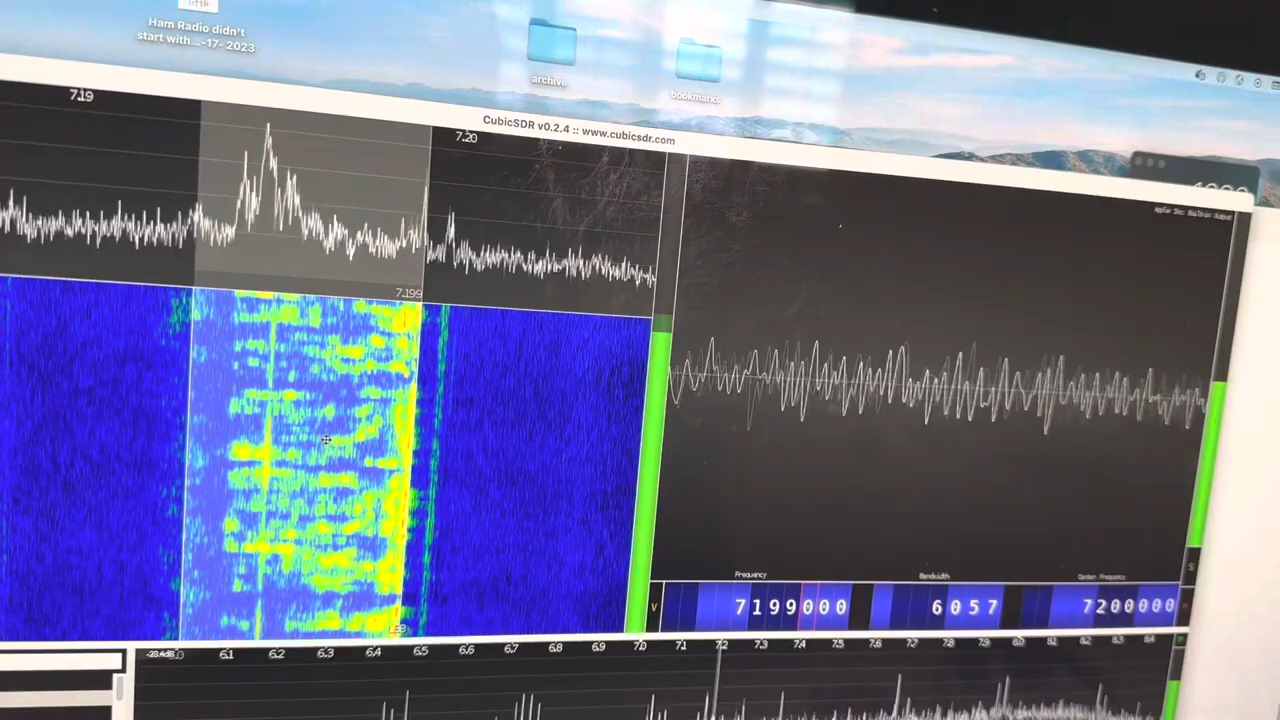 Ham Radio didn't
start with...-17- 2023
archive
bookmarks
CubicSDR v0.2.4 :: www.cubicsdr.com
7.19
7.20
7.199
LSB
Frequency
Bandwidth
Center Frequency
V
7199000
6057
7200000
S
6.1 6.2 6.3 6.4 6.5 6.6 6.7 6.8 6.9 7.0 7.1 7.2 7.3 7.4 7.5 7.6 7.7 7.8 7.9 8.0 8.1 8.2 8.3 8.4